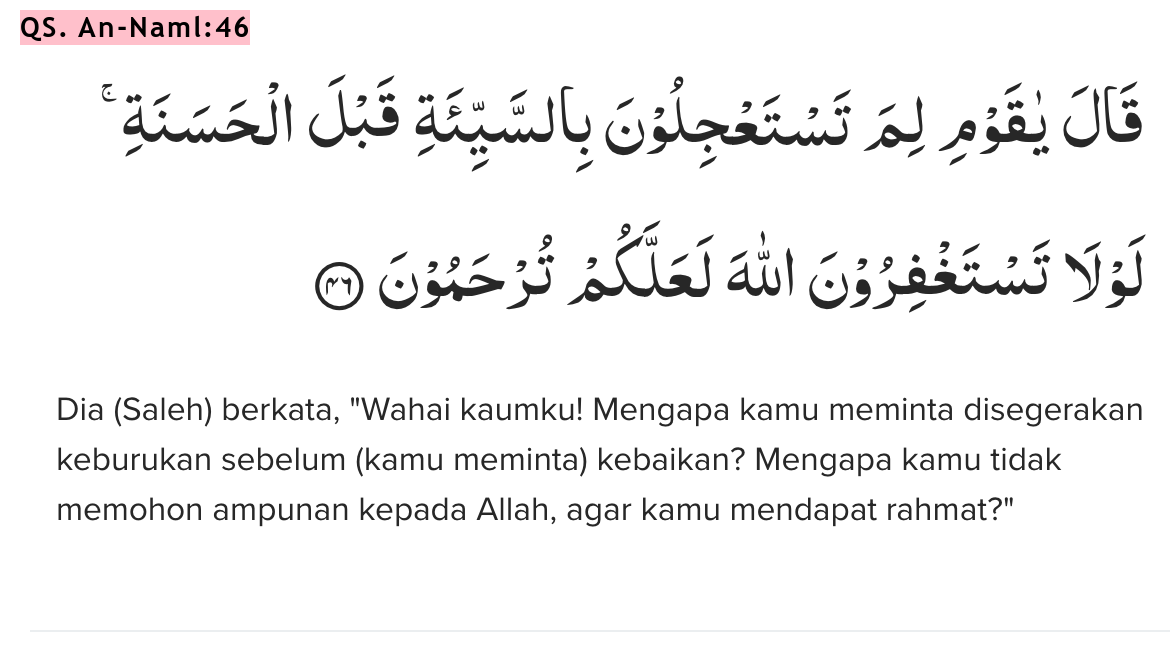 QS. An-Naml:46
قَالَ يٰقَوْمِ لِمَ تَسْتَعْجِلُوْنَ بِالسَّيِّئَةِ قَبْلَ الْحَسَنَةِۚ
لَوْلَا تَسْتَغْفِرُوْنَ اللّٰهَ لَعَلَّكُمْ تُرْحَمُوْنَ ٤٦
Dia (Saleh) berkata, "Wahai kaumku! Mengapa kamu meminta disegerakan
keburukan sebelum (kamu meminta) kebaikan? Mengapa kamu tidak
memohon ampunan kepada Allah, agar kamu mendapat rahmat?"